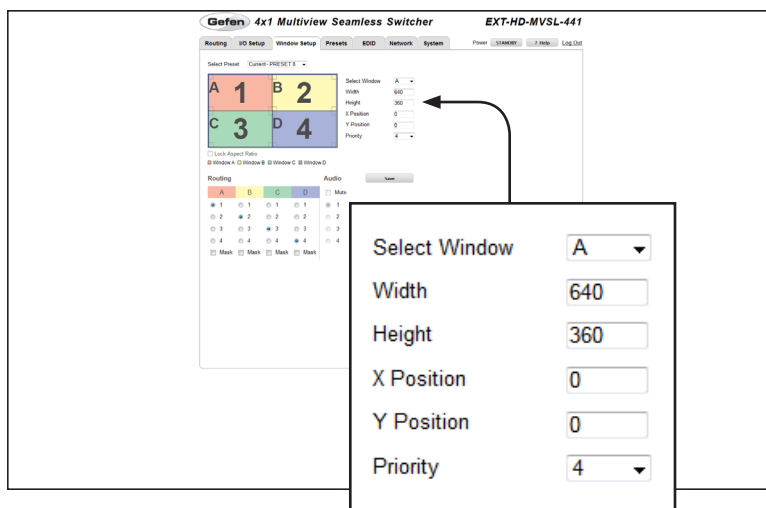 Gefen 4x1 Multiview Seamless Switcher EXT-HD-MVSL-441
Routing I/O Setup Window Setup Presets EDID Network System Power STANDBY ? Help Log Out
Select Preset Current - PRESET 8
A 1 B 2
C 3 D 4
Select Window A
Width 640
Height 360
X Position 0
Y Position 0
Priority 4
Lock Aspect Ratio
Window A Window B Window C Window D
Routing Audio Save
A B C D Mute
1 1 1 1 1
2 2 2 2 2
3 3 3 3 3
4 4 4 4 4
Mask Mask Mask Mask
Select Window A
Width 640
Height 360
X Position 0
Y Position 0
Priority 4